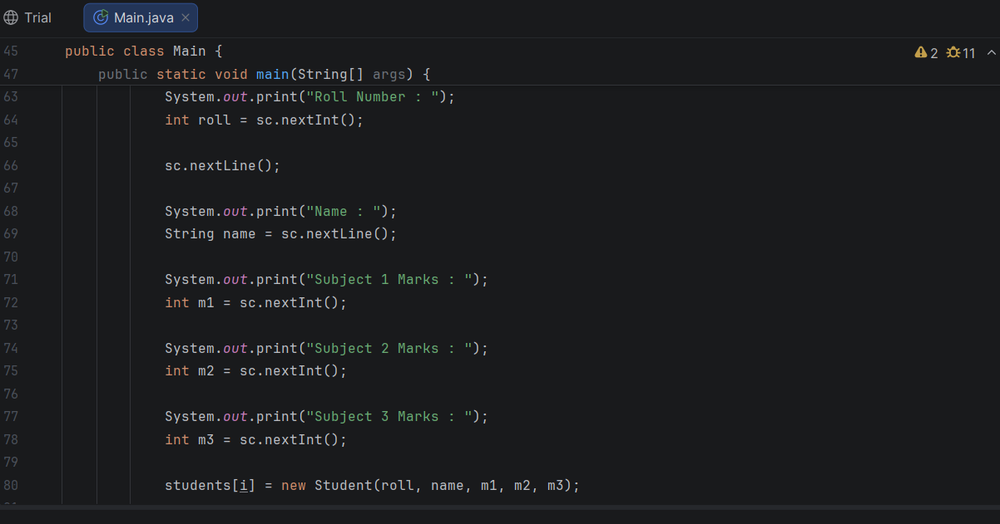 Trial Main.java
45 public class Main {
2 11
47 public static void main(String[] args) {
63 System.out.print("Roll Number : ");
64 int roll = sc.nextInt();
65
66 sc.nextLine();
67
68 System.out.print("Name : ");
69 String name = sc.nextLine();
70
71 System.out.print("Subject 1 Marks : ");
72 int m1 = sc.nextInt();
73
74 System.out.print("Subject 2 Marks : ");
75 int m2 = sc.nextInt();
76
77 System.out.print("Subject 3 Marks : ");
78 int m3 = sc.nextInt();
79
80 students[i] = new Student(roll, name, m1, m2, m3);